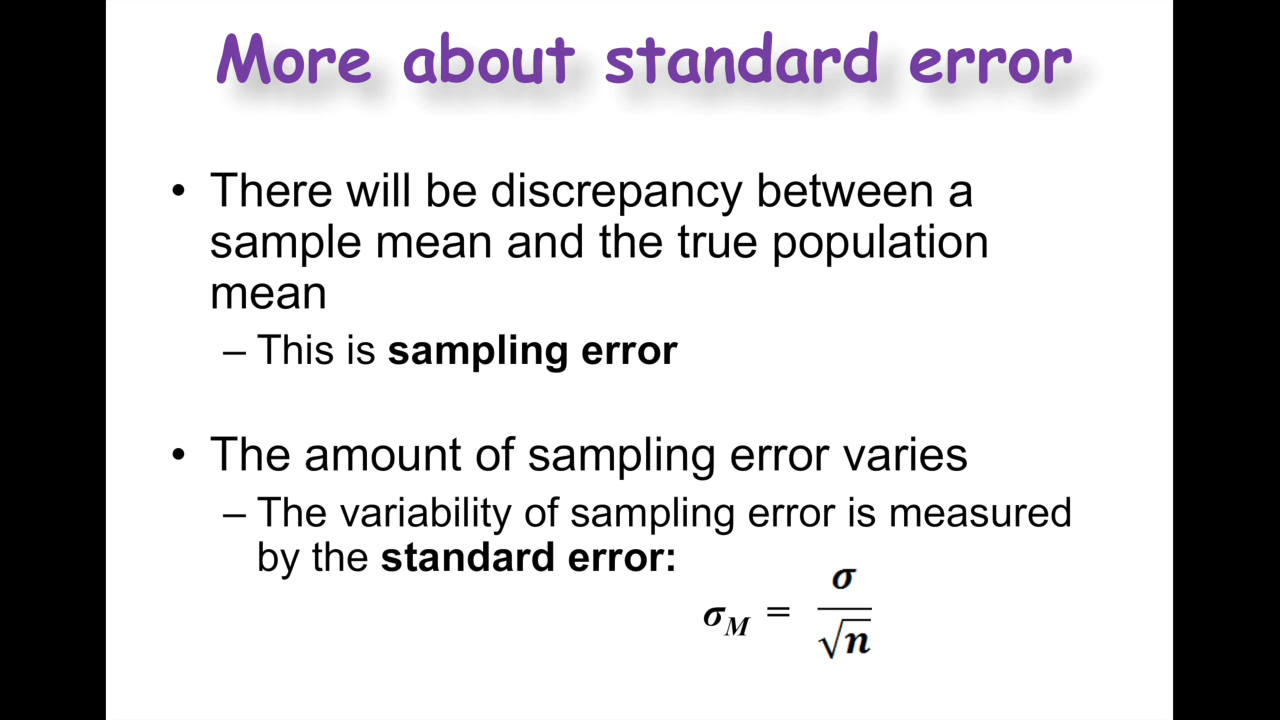 More about standard error
• There will be discrepancy between a
sample mean and the true population
mean
– This is sampling error
• The amount of sampling error varies
– The variability of sampling error is measured
by the standard error:
σ_M = σ/√n